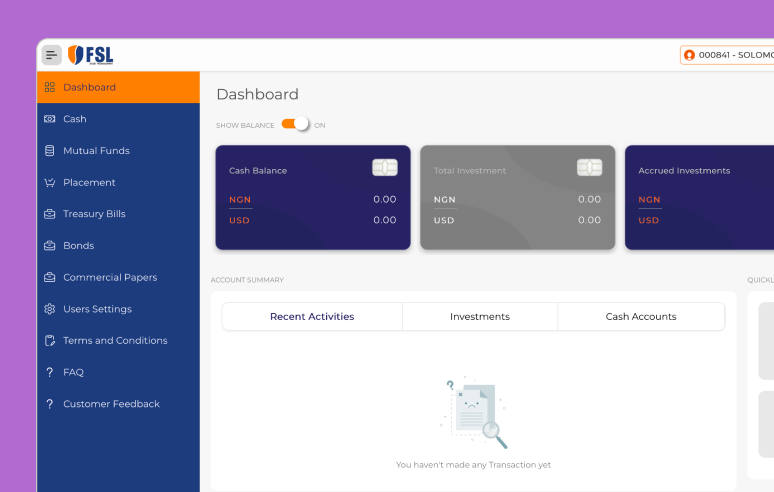 FSL
000841 - SOLOMO
Dashboard
Cash
Mutual Funds
Placement
Treasury Bills
Bonds
Commercial Papers
Users Settings
Terms and Conditions
? FAQ
? Customer Feedback
Dashboard
SHOW BALANCE ON
Cash Balance
NGN 0.00
USD 0.00
Total Investment
NGN 0.00
USD 0.00
Accrued Investments
NGN
USD
ACCOUNT SUMMARY
QUICKL
Recent Activities Investments Cash Accounts
?
You haven't made any Transaction yet